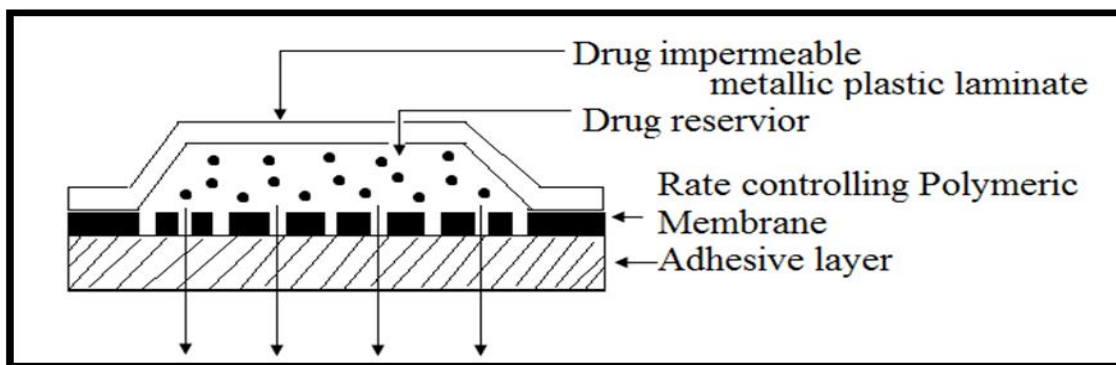 Drug impermeable
metallic plastic laminate
Drug reservior
Rate controlling Polymeric
Membrane
Adhesive layer